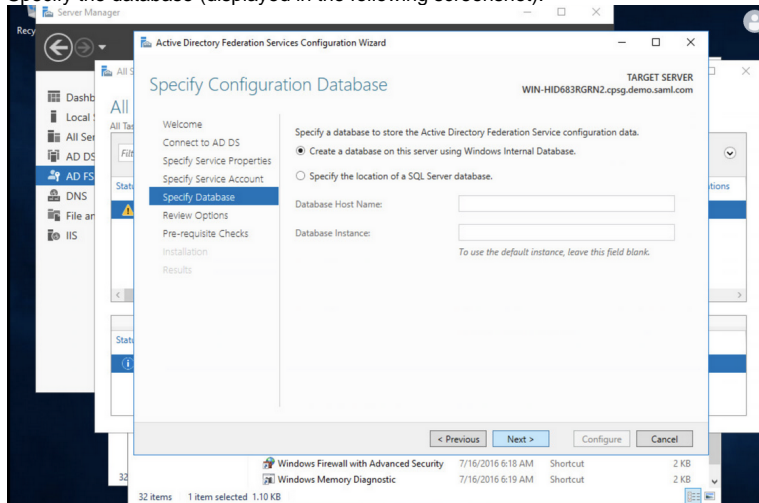 Specify the database (displayed in the following screenshot).
Server Manager
Recy
Active Directory Federation Services Configuration Wizard
All S
Specify Configuration Database
TARGET SERVER
WIN-HID683RGRN2.cpsg.demo.saml.com
Dashb
Local
All Ser
AD DS
AD FS
DNS
File an
IIS
All
All Tas
Filt
Statu
Statu
tions
Welcome
Connect to AD DS
Specify Service Properties
Specify Service Account
Specify Database
Review Options
Pre-requisite Checks
Installation
Results
Specify a database to store the Active Directory Federation Service configuration data.
Create a database on this server using Windows Internal Database.
Specify the location of a SQL Server database.
Database Host Name:
Database Instance:
To use the default instance, leave this field blank.
< Previous
Next >
Configure
Cancel
Windows Firewall with Advanced Security 7/16/2016 6:18 AM Shortcut 2 KB
Windows Memory Diagnostic 7/16/2016 6:19 AM Shortcut 2 KB
32
32 items 1 item selected 1.10 KB